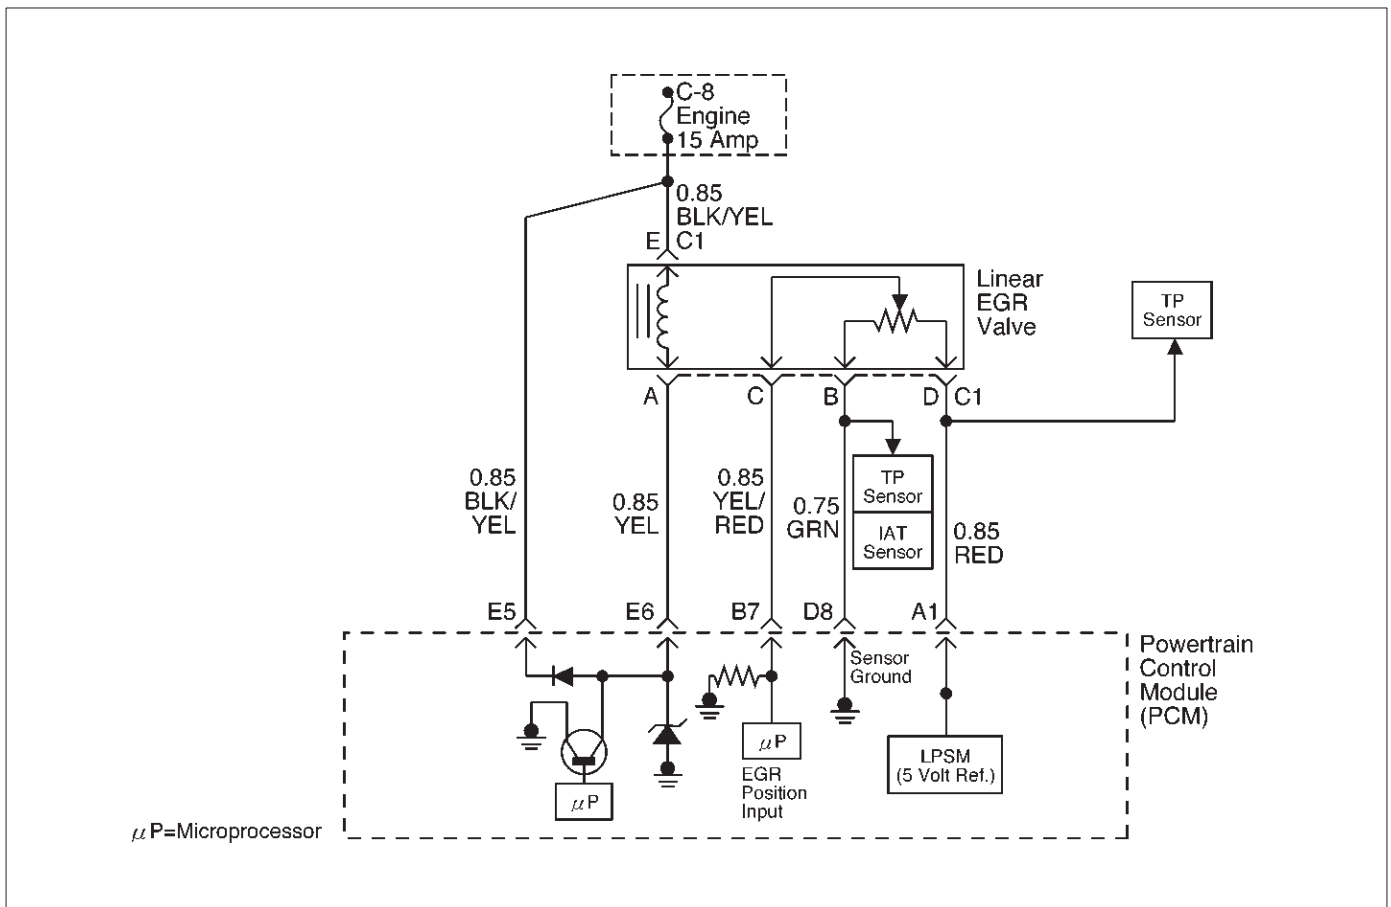 C-8
Engine
15 Amp
0.85
BLK/YEL
E C1
Linear
EGR
Valve
TP
Sensor
A C B D C1
0.85
BLK/
YEL
0.85
YEL
0.85
YEL/
RED
0.75
GRN
TP
Sensor
IAT
Sensor
0.85
RED
E5 E6 B7 D8 A1
Powertrain
Control
Module
(PCM)
Sensor
Ground
μP
EGR
Position
Input
LPSM
(5 Volt Ref.)
μP
μP=Microprocessor